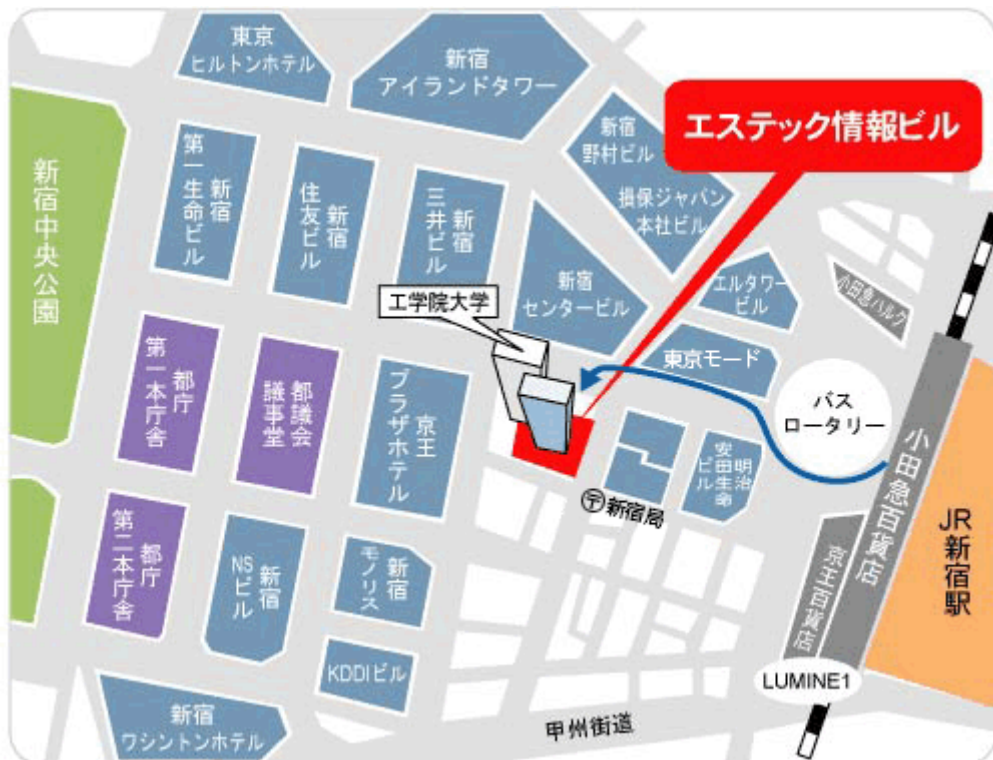 東京
ヒルトンホテル
新宿
アイランドタワー
新宿
野村ビル
エステック情報ビル
損保ジャパン
本社ビル
新宿中央公園
新宿
第一生命ビル
新宿
住友ビル
新宿
三井ビル
新宿
センタービル
エルタワー
ビル
小田急ハルク
工学院大学
東京モード
バス
ロータリー
都庁
第一本庁舎
都議会
議事堂
京王
プラザホテル
明治
安田生命
ビル
〒新宿局
小田急百貨店
JR新宿駅
都庁
第二本庁舎
新宿
NSビル
新宿
モノリス
京王百貨店
KDDIビル
LUMINE1
新宿
ワシントンホテル
甲州街道